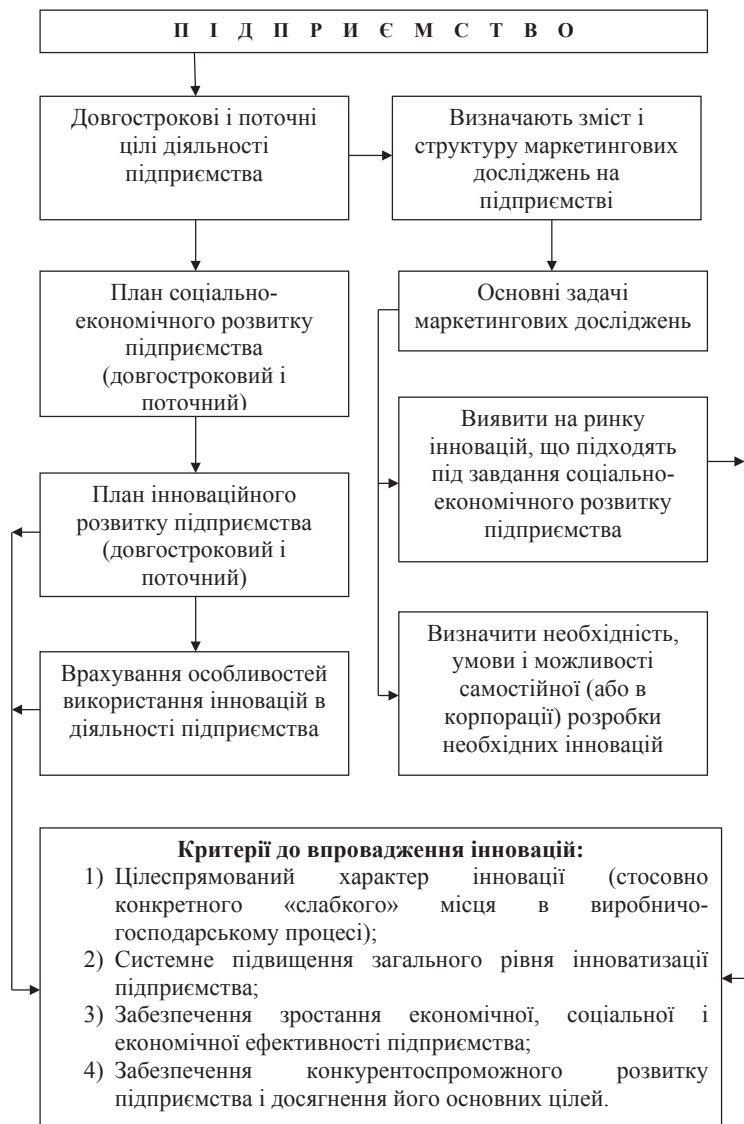 П І Д П Р И Є М С Т В О
Довгострокові і поточні
цілі діяльності
підприємства
Визначають зміст і
структуру маркетингових
досліджень на
підприємстві
План соціально-
економічного розвитку
підприємства
(довгостроковий і
поточний)
Основні задачі
маркетингових досліджень
Виявити на ринку
інновацій, що підходять
під завдання соціально-
економічного розвитку
підприємства
План інноваційного
розвитку підприємства
(довгостроковий і
поточний)
Врахування особливостей
використання інновацій в
діяльності підприємства
Визначити необхідність,
умови і можливості
самостійної (або в
корпорації) розробки
необхідних інновацій
Критерії до впровадження інновацій:
1) Цілеспрямований характер інновації (стосовно
конкретного «слабкого» місця в виробничо-
господарському процесі);
2) Системне підвищення загального рівня інноватизації
підприємства;
3) Забезпечення зростання економічної, соціальної і
економічної ефективності підприємства;
4) Забезпечення конкурентоспроможного розвитку
підприємства і досягнення його основних цілей.